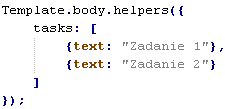 Template.body.helpers({
    tasks: [
        {text: "Zadanie 1"},
        {text: "Zadanie 2"}
    ]
});